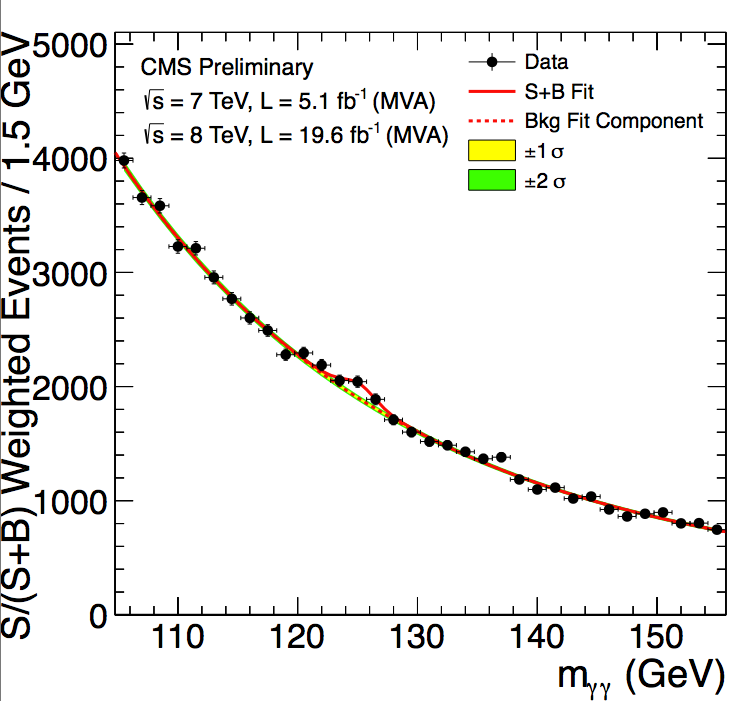 S/(S+B) Weighted Events / 1.5 GeV
5000
4000
3000
2000
1000
0
CMS Preliminary
√s = 7 TeV, L = 5.1 fb⁻¹ (MVA)
√s = 8 TeV, L = 19.6 fb⁻¹ (MVA)
Data
S+B Fit
Bkg Fit Component
±1 σ
±2 σ
110 120 130 140 150
mγγ (GeV)